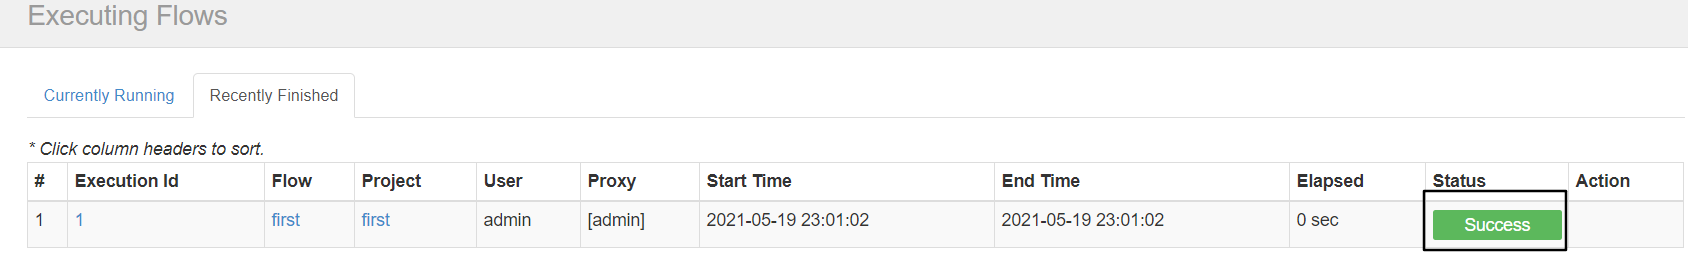 Executing Flows
Currently Running Recently Finished
* Click column headers to sort.
# Execution Id Flow Project User Proxy Start Time End Time Elapsed Status Action
1 1 first first admin [admin] 2021-05-19 23:01:02 2021-05-19 23:01:02 0 sec Success